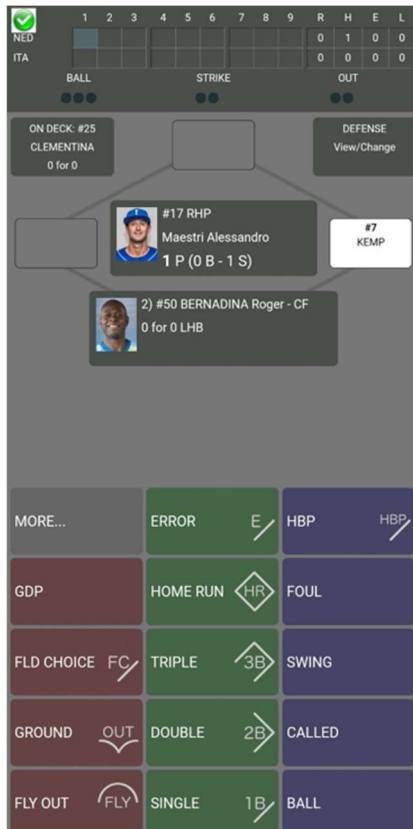 1 2 3 4 5 6 7 8 9 R H E L
NED 0 1 0 0
ITA 0 0 0 0
BALL STRIKE OUT
ON DECK: #25
CLEMENTINA
0 for 0
DEFENSE
View/Change
#17 RHP
Maestri Alessandro
1 P (0 B - 1 S)
#7
KEMP
2) #50 BERNADINA Roger - CF
0 for 0 LHB
MORE... ERROR E HBP HBP
GDP HOME RUN HR FOUL
FLD CHOICE FC TRIPLE 3B SWING
GROUND OUT DOUBLE 2B CALLED
FLY OUT FLY SINGLE 1B BALL